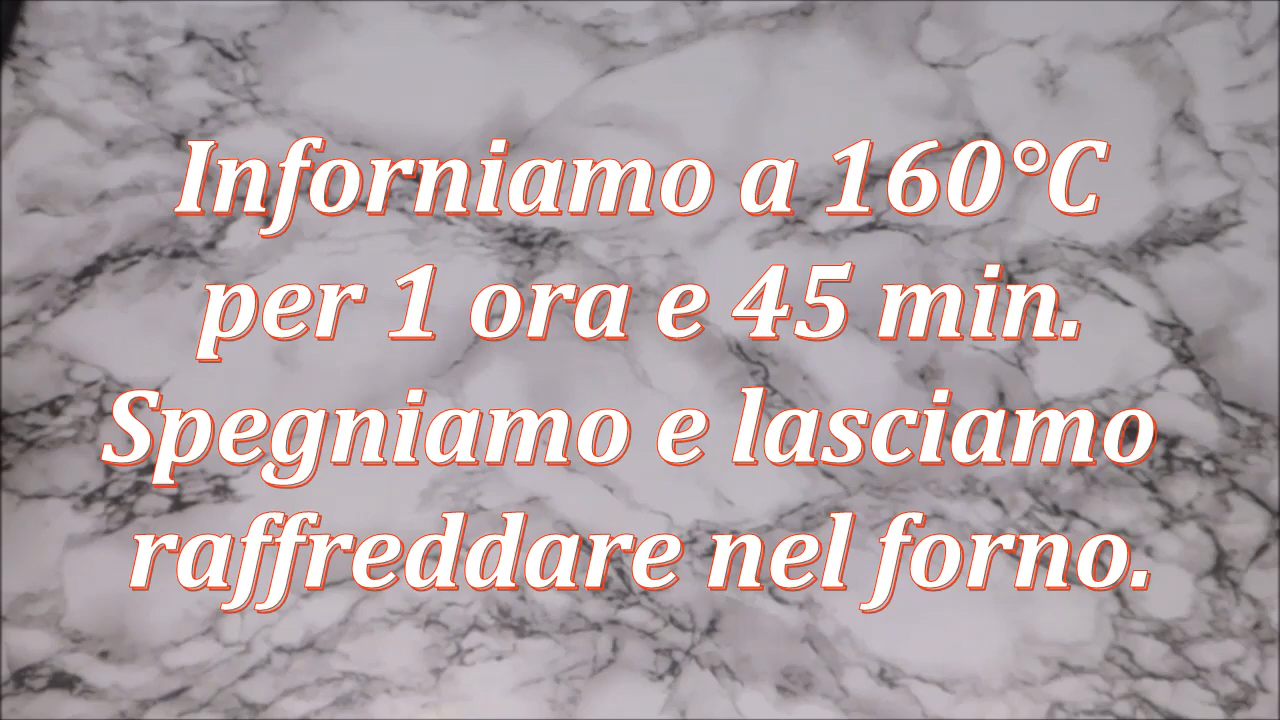 Inforniamo a 160°C
per 1 ora e 45 min.
Spegniamo e lasciamo
raffreddare nel forno.